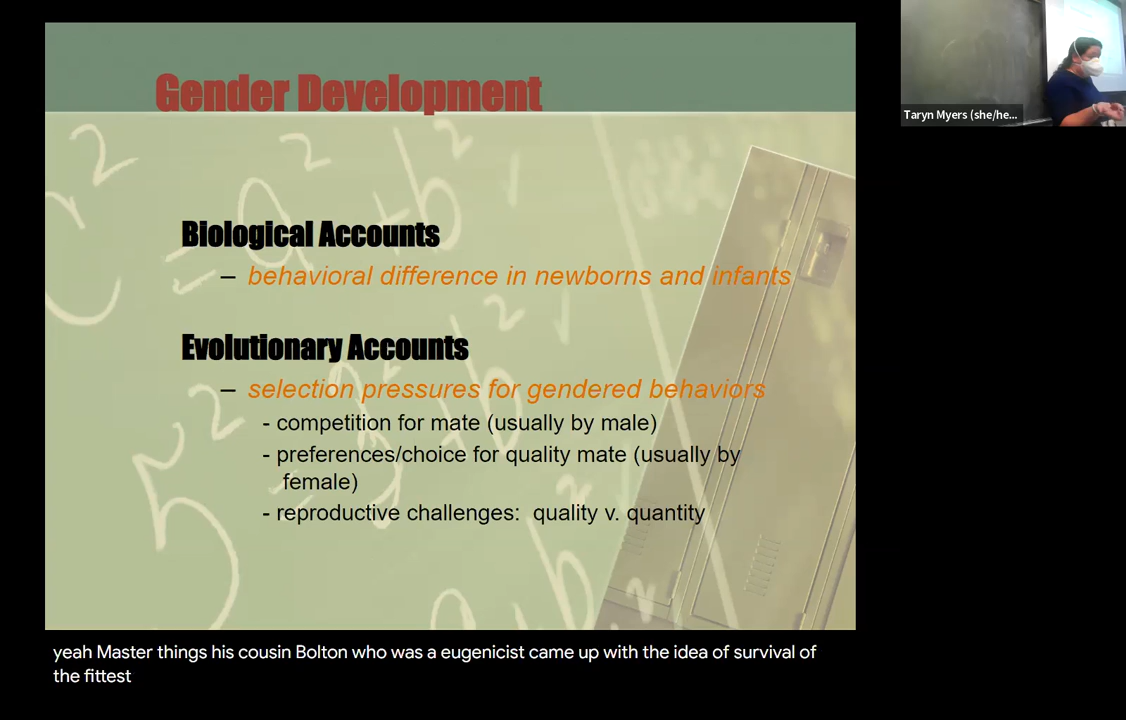 Gender Development
Biological Accounts
– behavioral difference in newborns and infants
Evolutionary Accounts
– selection pressures for gendered behaviors
- competition for mate (usually by male)
- preferences/choice for quality mate (usually by
female)
- reproductive challenges: quality v. quantity
yeah Master things his cousin Bolton who was a eugenicist came up with the idea of survival of
the fittest
Taryn Myers (she/he...